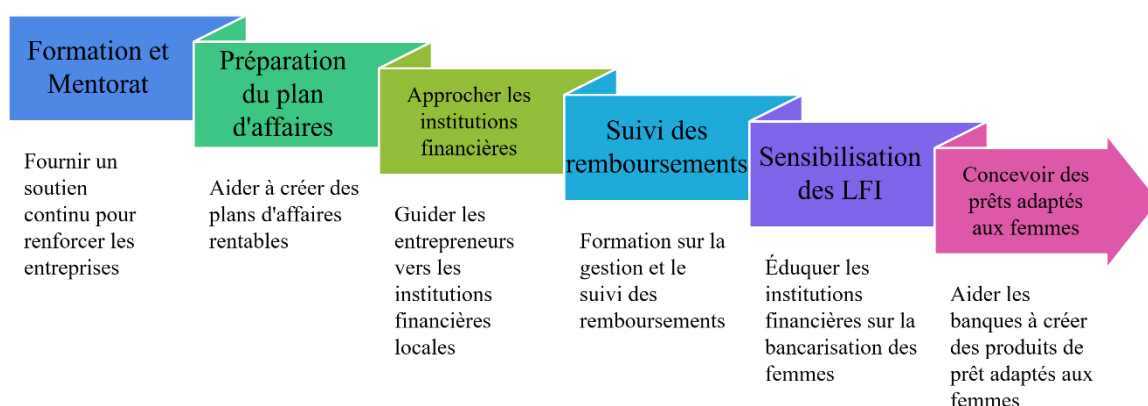 Formation et
Mentorat
Fournir un
soutien
continu pour
renforcer les
entreprises
Préparation
du plan
d'affaires
Aider à créer des
plans d'affaires
rentables
Approcher les
institutions
financières
Guider les
entrepreneurs
vers les
institutions
financières
locales
Suivi des
remboursements
Formation sur la
gestion et le
suivi des
remboursements
Sensibilisation
des LFI
Éduquer les
institutions
financières sur la
bancarisation des
femmes
Concevoir des
prêts adaptés
aux femmes
Aider les
banques à créer
des produits de
prêt adaptés aux
femmes